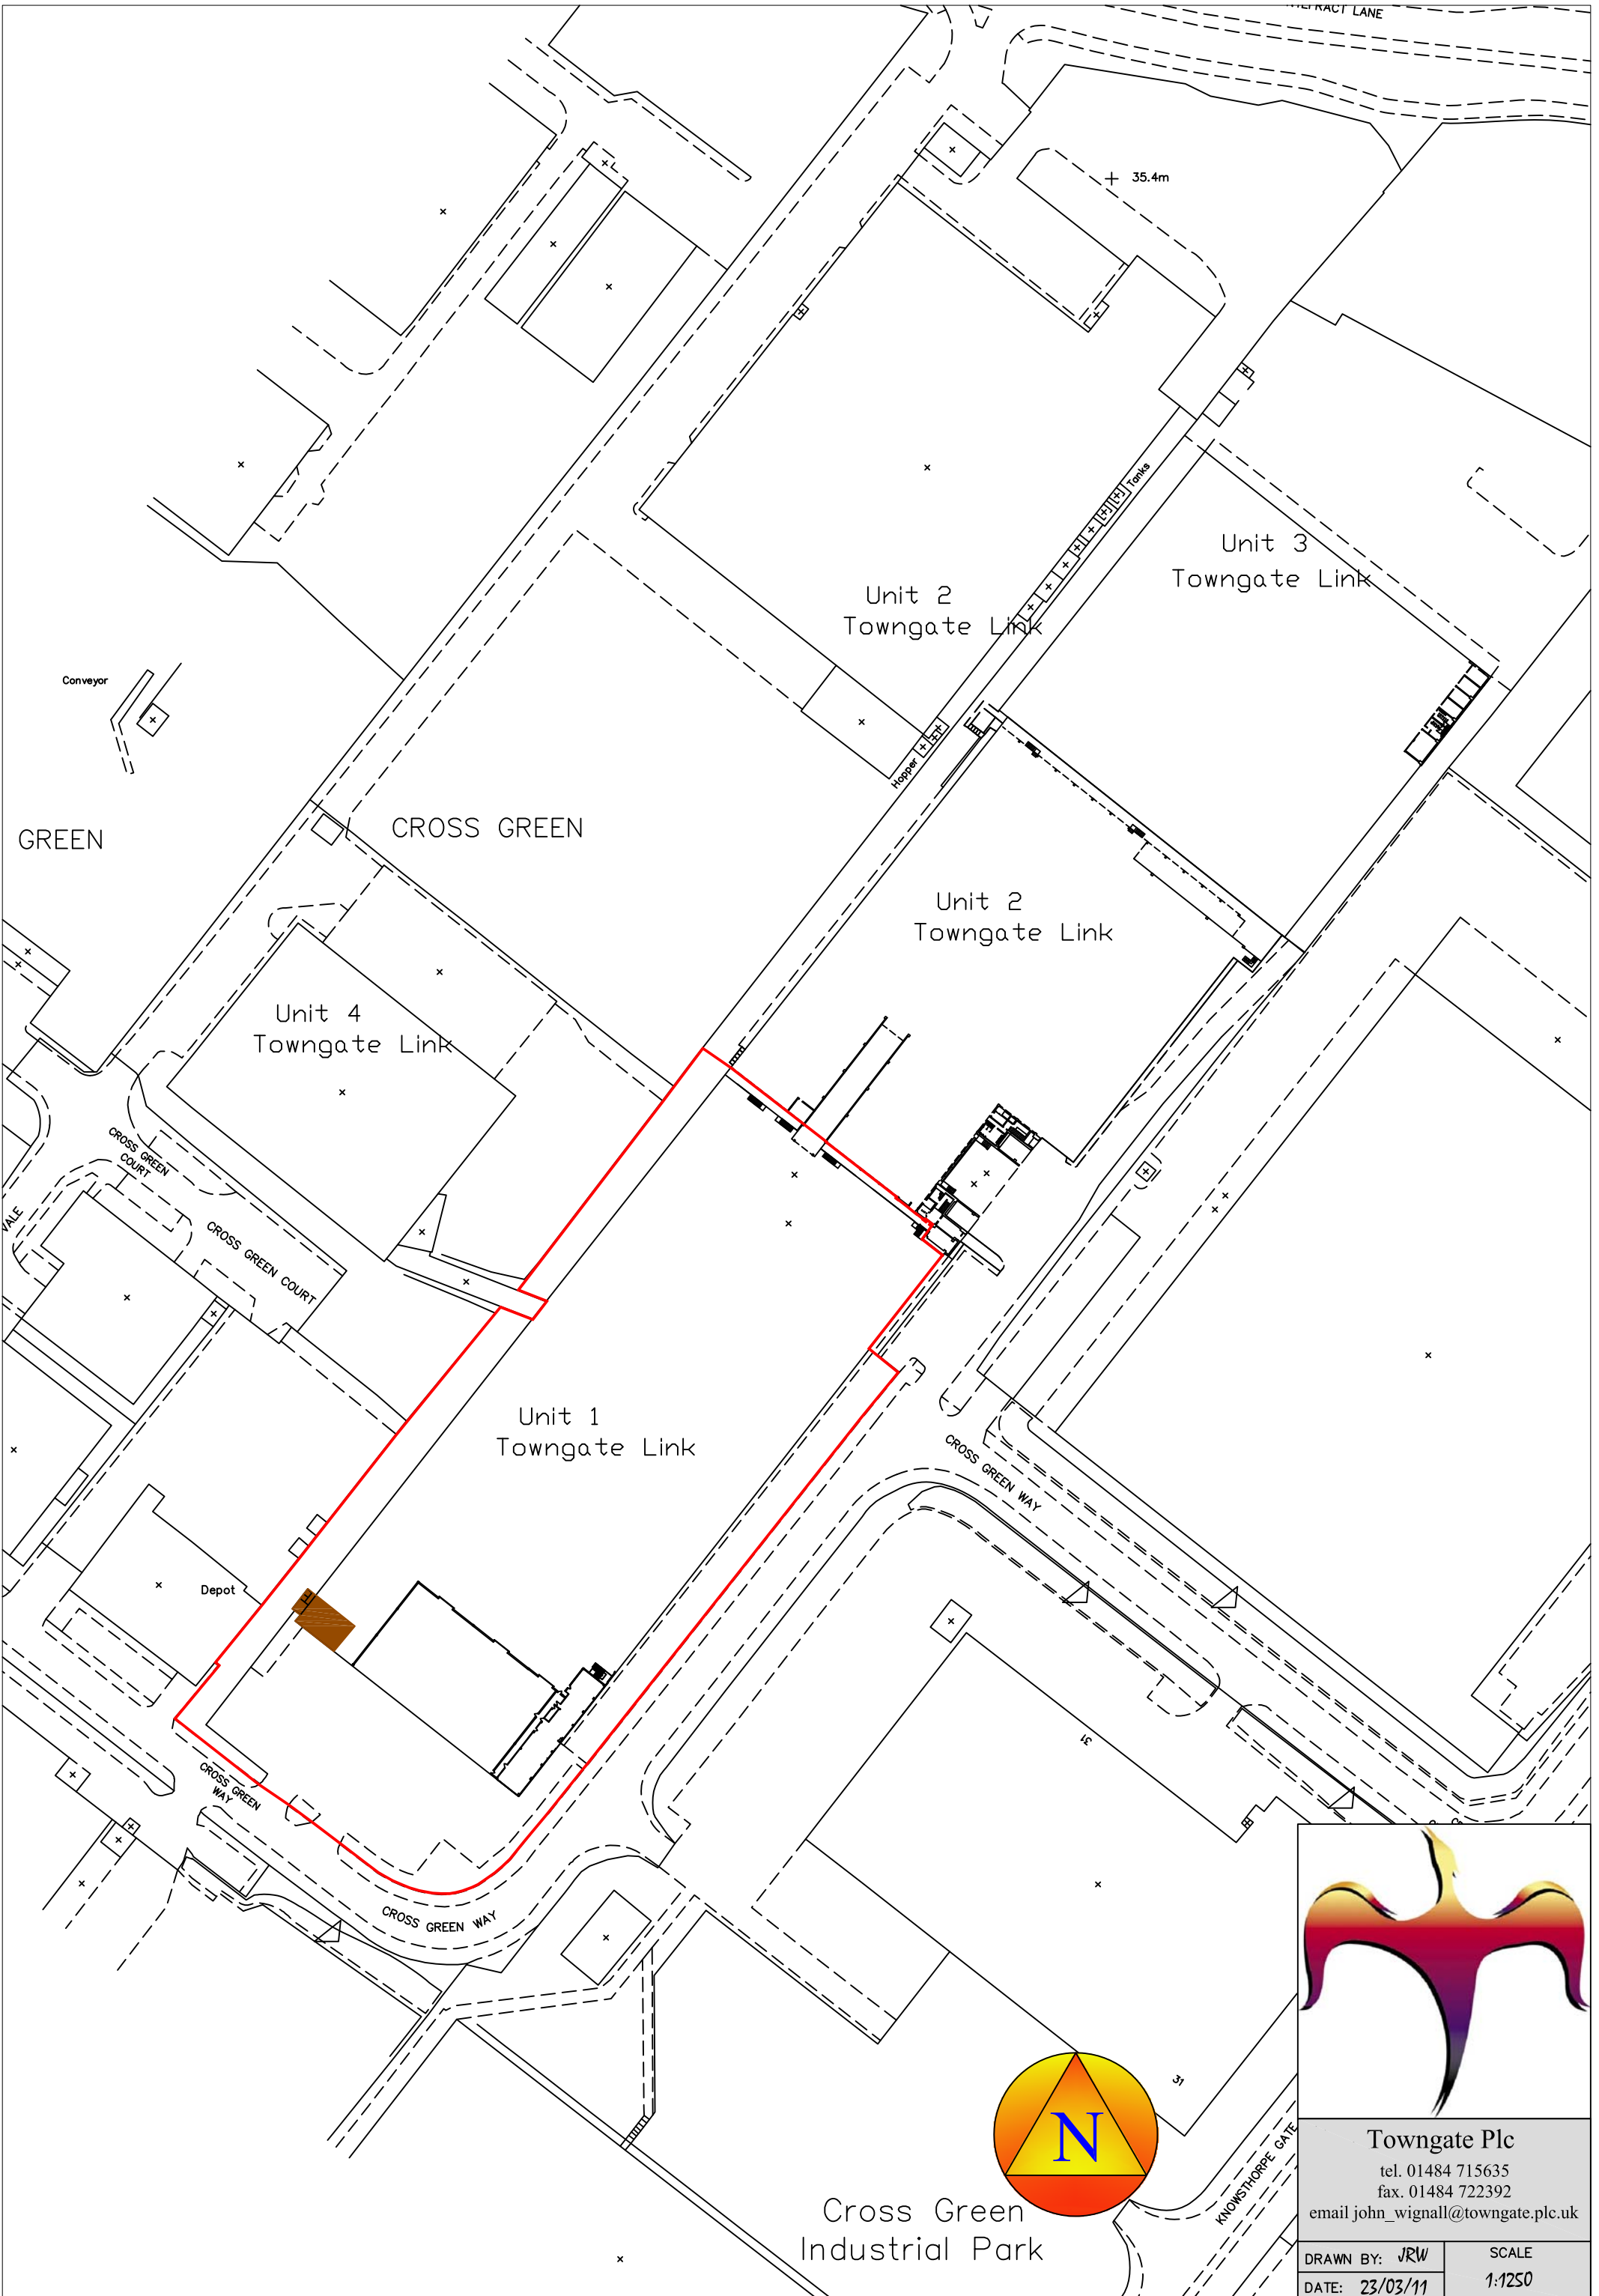 35.4m
Tanks
Unit 3
Towngate Link
Unit 2
Towngate Link
Conveyor
Hopper
GREEN
CROSS GREEN
Unit 2
Towngate Link
Unit 4
Towngate Link
CROSS GREEN
COURT
VALE
CROSS GREEN COURT
Unit 1
Towngate Link
CROSS GREEN WAY
Depot
31
CROSS GREEN
WAY
CROSS GREEN WAY
31
N
KNOWSTHORPE GATE
Cross Green
Industrial Park
Towngate Plc
tel. 01484 715635
fax. 01484 722392
email john_wignall@towngate.plc.uk
DRAWN BY: JRW
SCALE
DATE: 23/03/11
1:1250
LANE